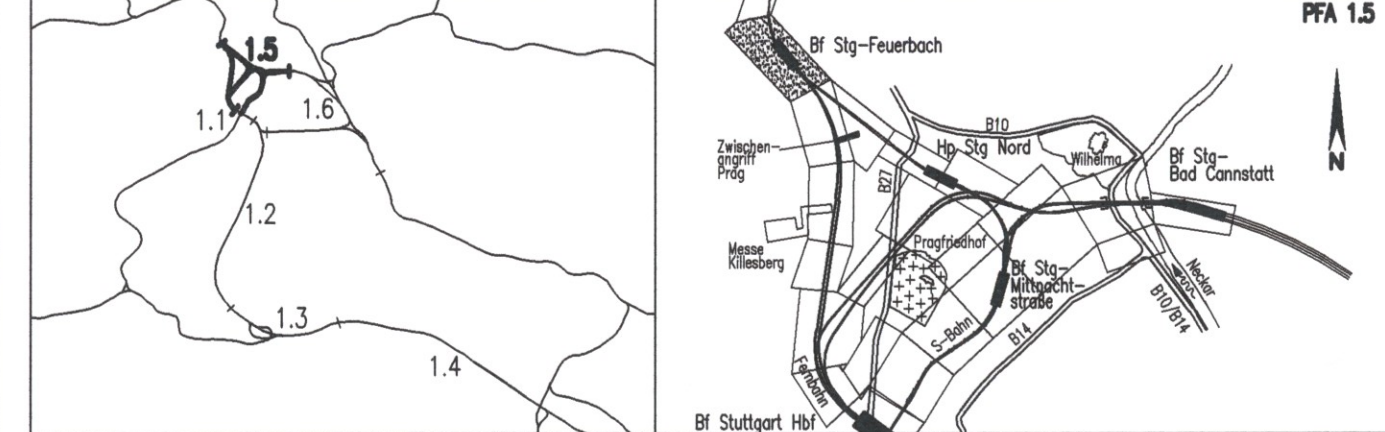 1.5
1.6
1.1
1.2
1.3
1.4
PFA 1.5
Bf Stg-Feuerbach
B10
Zwischen-
angriff
Prag
Hp Stg Nord
Wilhelma
Bf Stg-
Bad Cannstatt
N
B27
Messe
Killesberg
Pragfriedhof
Bf Stg-
Mittnacht-
straße
Neckar
B10/B14
S-Bahn
B14
Fernbahn
Bf Stuttgart Hbf